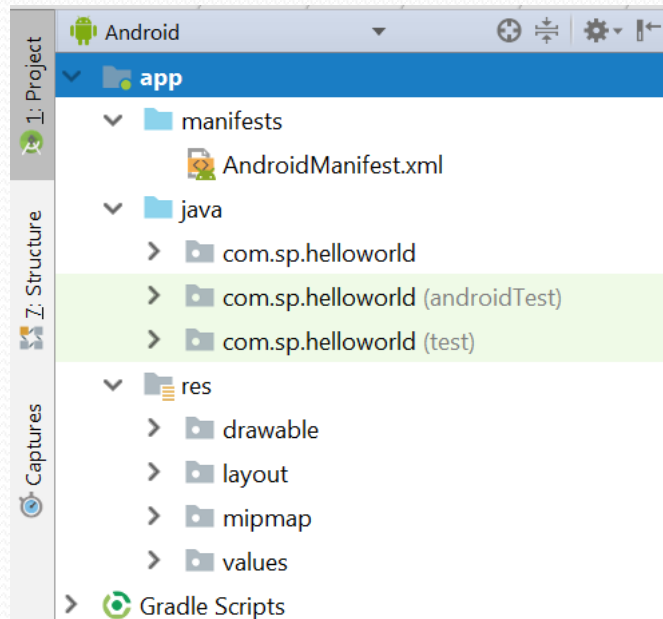 Android
1: Project
app
manifests
AndroidManifest.xml
java
com.sp.helloworld
7: Structure
com.sp.helloworld (androidTest)
com.sp.helloworld (test)
res
drawable
Captures
layout
mipmap
values
Gradle Scripts